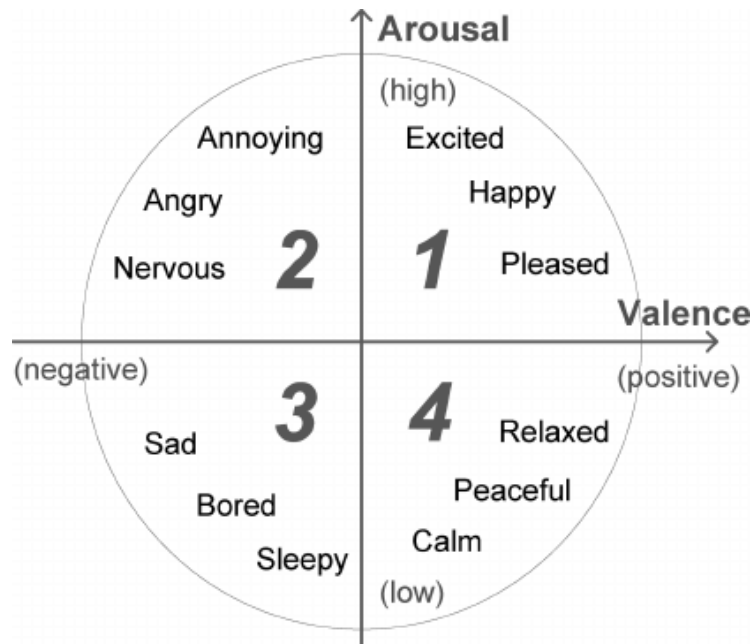 Arousal
(high)
Annoying
Excited
Angry
Happy
Nervous
2
1
Pleased
Valence
(negative)
(positive)
3
4
Sad
Relaxed
Bored
Peaceful
Sleepy
Calm
(low)